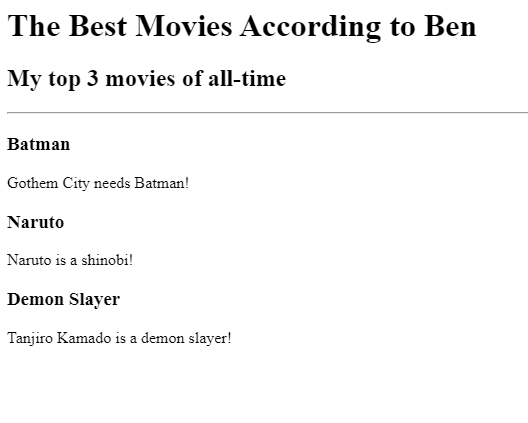 The Best Movies According to Ben
My top 3 movies of all-time
Batman
Gothem City needs Batman!
Naruto
Naruto is a shinobi!
Demon Slayer
Tanjiro Kamado is a demon slayer!